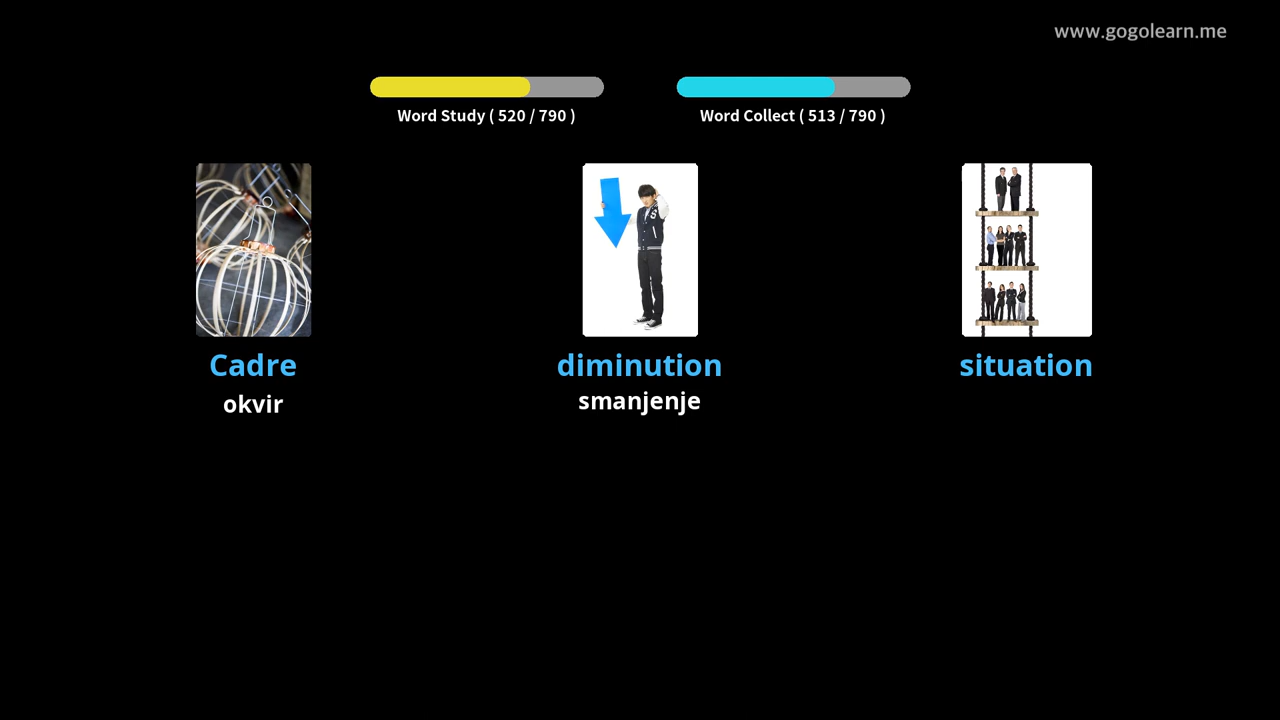 www.gogolearn.me
Word Study ( 520 / 790 )
Word Collect ( 513 / 790 )
Cadre
okvir
diminution
smanjenje
situation